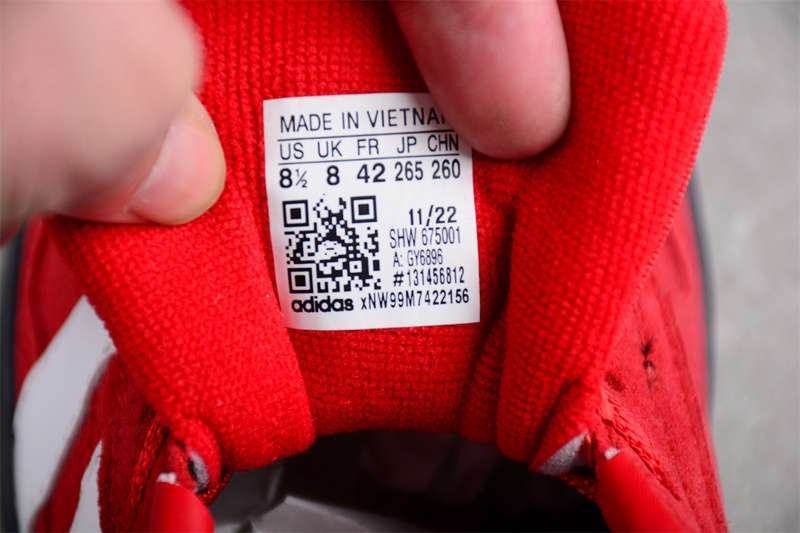 MADE IN VIETNA
US UK FR JP CHN
8½ 8 42 265 260
11/22
SHW 675001
A: GY6896
#131456812
adidas xNW99M7422156